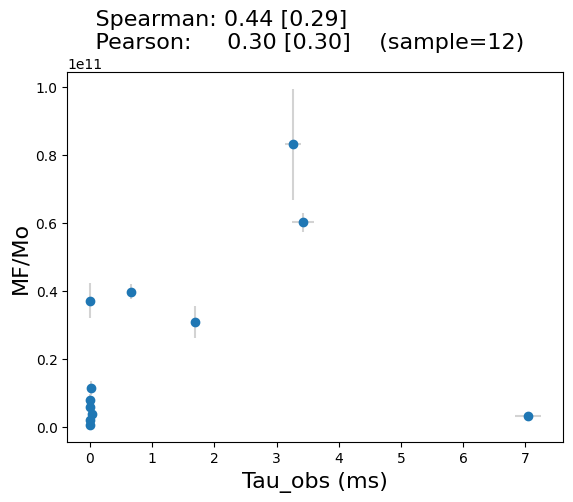 Spearman: 0.44 [0.29]
Pearson: 0.30 [0.30] (sample=12)
1e11
1.0
0.8
0.6
0.4
0.2
0.0
MF/Mo
0 1 2 3 4 5 6 7
Tau_obs (ms)